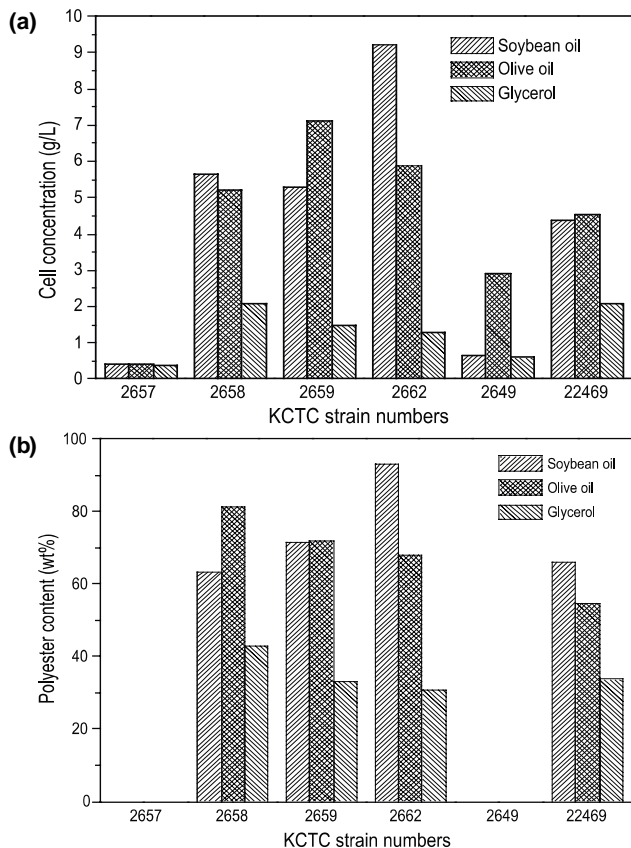 (a)
10
9
8
7
6
5
4
3
2
1
0
Cell concentration (g/L)
Soybean oil
Olive oil
Glycerol
2657 2658 2659 2662 2649 22469
KCTC strain numbers
(b)
100
80
60
40
20
0
Polyester content (wt%)
Soybean oil
Olive oil
Glycerol
2657 2658 2659 2662 2649 22469
KCTC strain numbers